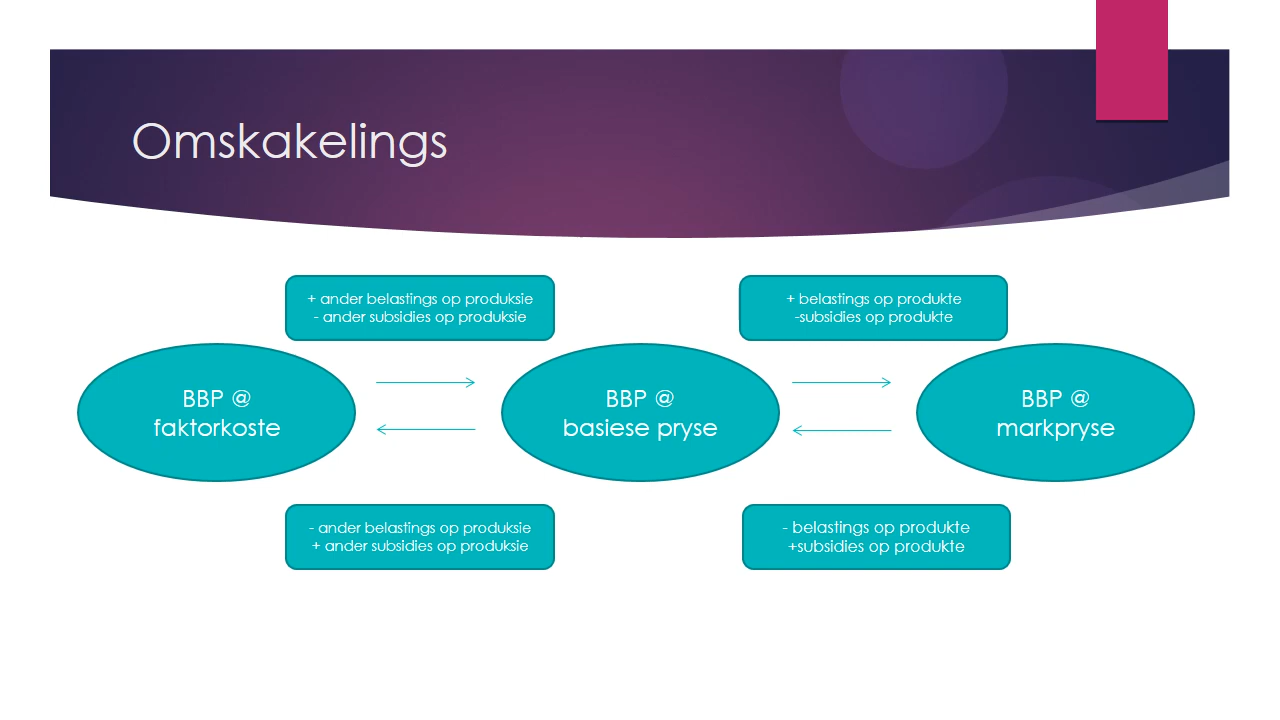 Omskakelings
+ ander belastings op produksie
- ander subsidies op produksie
+ belastings op produkte
-subsidies op produkte
BBP @
faktorkoste
BBP @
basiese pryse
BBP @
markpryse
- ander belastings op produksie
+ ander subsidies op produksie
- belastings op produkte
+subsidies op produkte